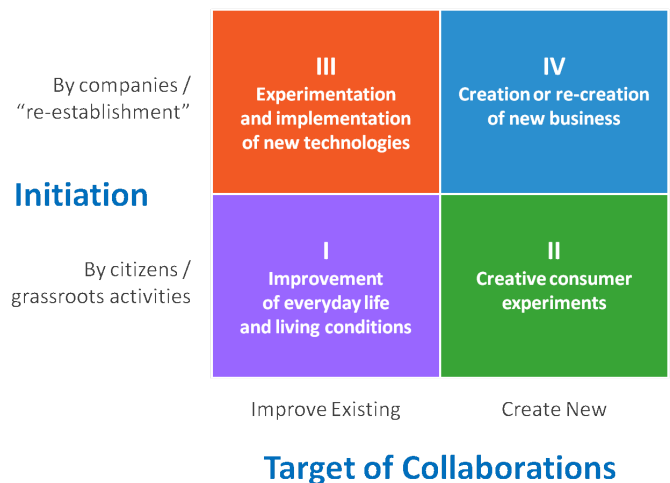 By companies /
“re-establishment”
III
Experimentation
and implementation
of new technologies
IV
Creation or re-creation
of new business
Initiation
By citizens /
grassroots activities
I
Improvement
of everyday life
and living conditions
II
Creative consumer
experiments
Improve Existing
Create New
Target of Collaborations